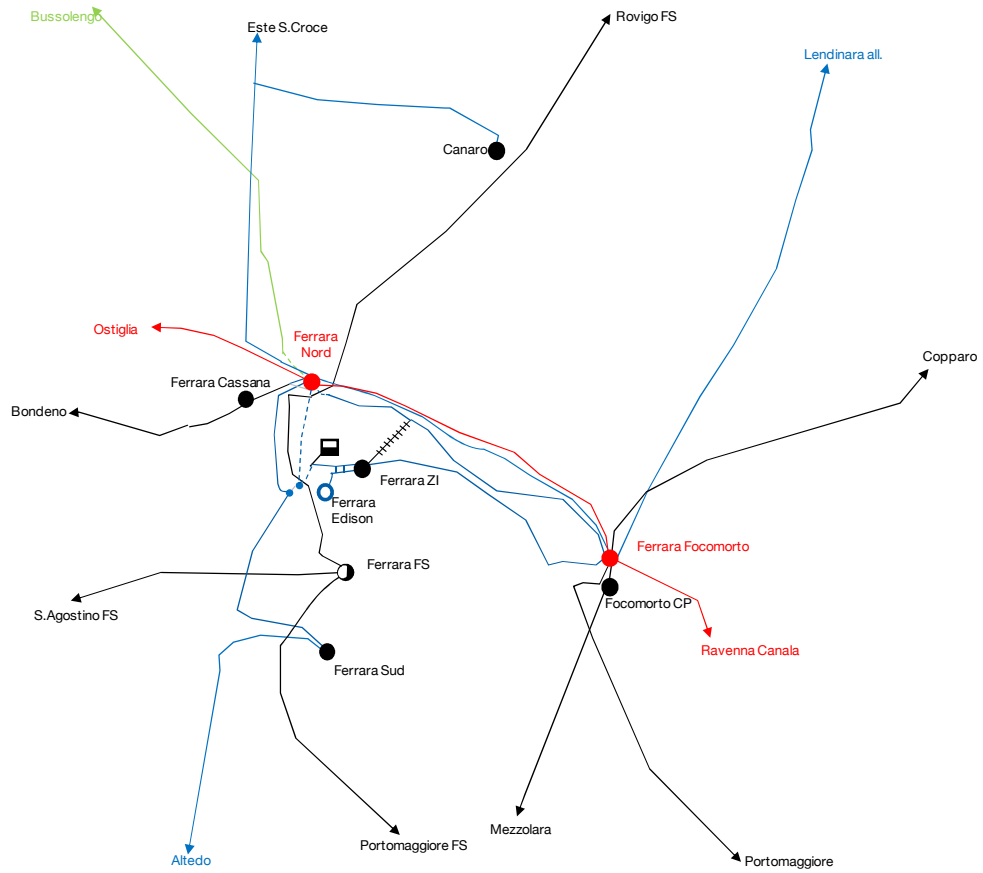 Bussolengo
Este S.Croce
Rovigo FS
Lendinara all.
Canaro
Ostiglia
Ferrara
Nord
Copparo
Ferrara Cassana
Bondeno
Ferrara ZI
Ferrara
Edison
Ferrara Focomorto
Ferrara FS
S.Agostino FS
Focomorto CP
Ravenna Canala
Ferrara Sud
Mezzolara
Portomaggiore FS
Altedo
Portomaggiore